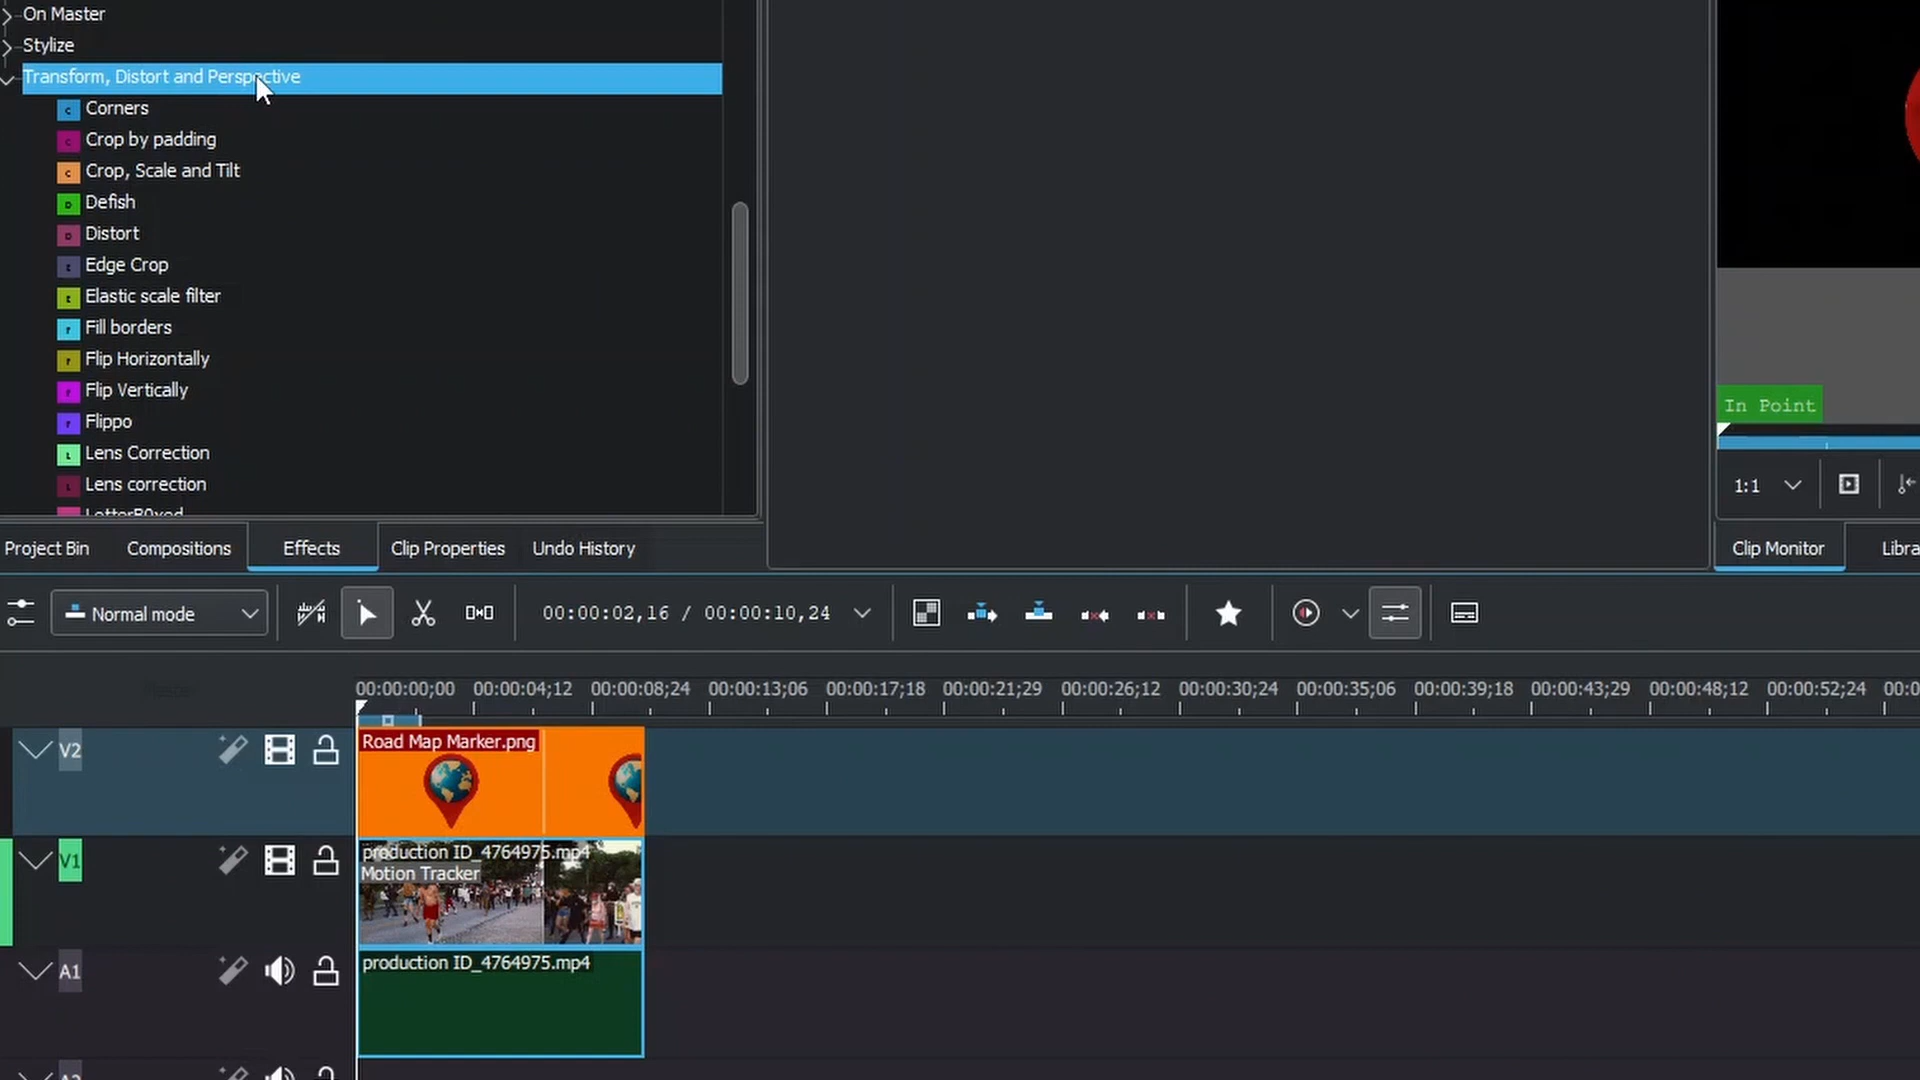 On Master
Stylize
Transform, Distort and Perspective
Corners
Crop by padding
Crop, Scale and Tilt
Defish
Distort
Edge Crop
Elastic scale filter
Fill borders
Flip Horizontally
Flip Vertically
Flippo
Lens Correction
Lens correction
LetterB0xed
In Point
1:1
Project Bin Compositions Effects Clip Properties Undo History
Clip Monitor Libra
Normal mode 00:00:02,16 / 00:00:10,24
Master
00:00:00;00 00:00:04;12 00:00:08;24 00:00:13;06 00:00:17;18 00:00:21;29 00:00:26;12 00:00:30;24 00:00:35;06 00:00:39;18 00:00:43;29 00:00:48;12 00:00:52;24 00:0
V2
Road Map Marker.png
V1
production ID_4764975.mp4
Motion Tracker
A1
production ID_4764975.mp4
A2